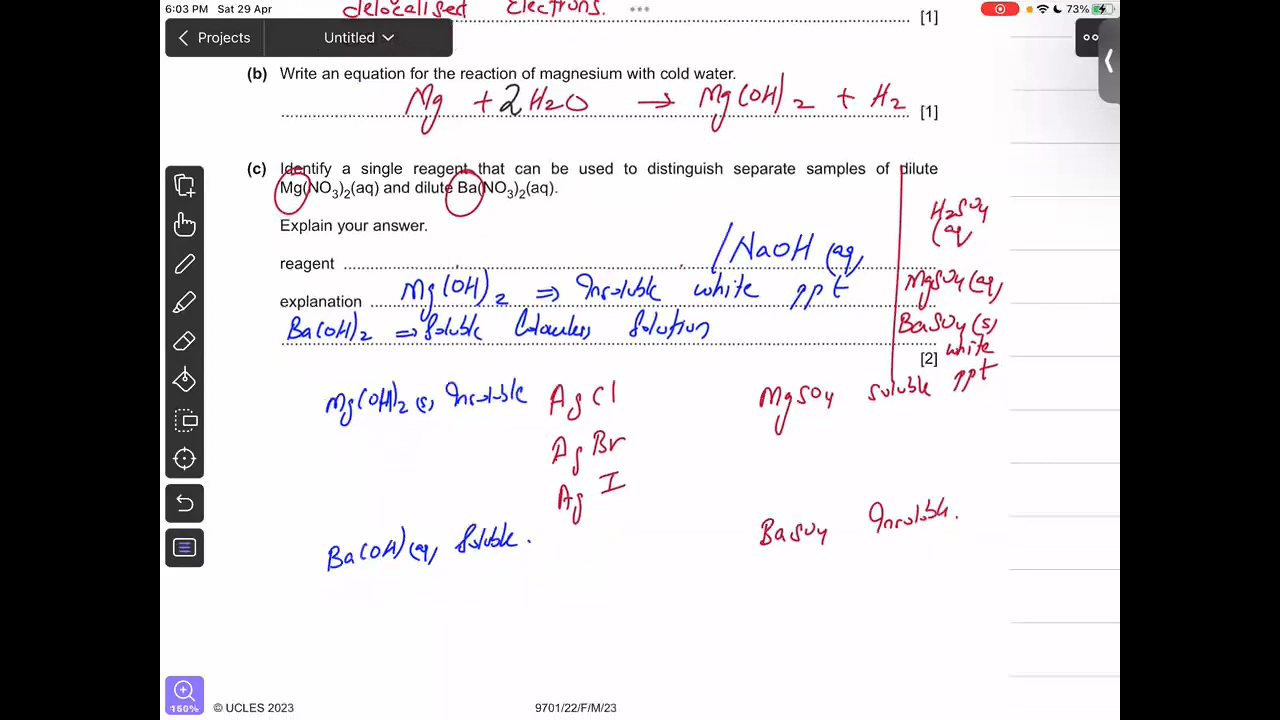 6:03 PM Sat 29 Apr
73%
delocalised electrons.
[1]
Projects
Untitled
(b) Write an equation for the reaction of magnesium with cold water.
Mg + 2H2O → Mg(OH)2 + H2
[1]
(c) Identify a single reagent that can be used to distinguish separate samples of dilute
Mg(NO3)2(aq) and dilute Ba(NO3)2(aq).
Explain your answer.
reagent / NaOH (aq)
explanation Mg(OH)2 ⇒ Insoluble white ppt
Ba(OH)2 ⇒ Soluble Colourless Solution
[2]
H2SO4
(aq
MgSO4(aq)
BaSO4(s)
white
ppt
Mg(OH)2(s) Insoluble
AgCl
AgBr
AgI
MgSO4 soluble
Ba(OH)(aq) Soluble.
BaSO4 Insoluble.
150%
© UCLES 2023
9701/22/F/M/23